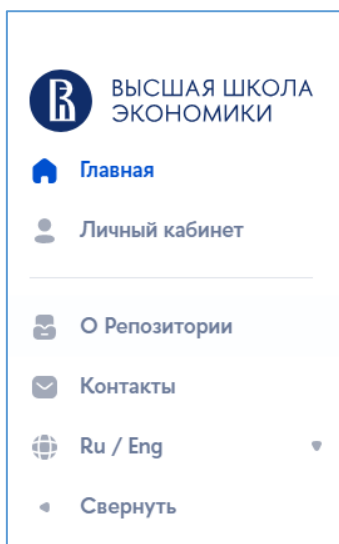 ВЫСШАЯ ШКОЛА
ЭКОНОМИКИ
Главная
Личный кабинет
О Репозитории
Контакты
Ru / Eng
Свернуть